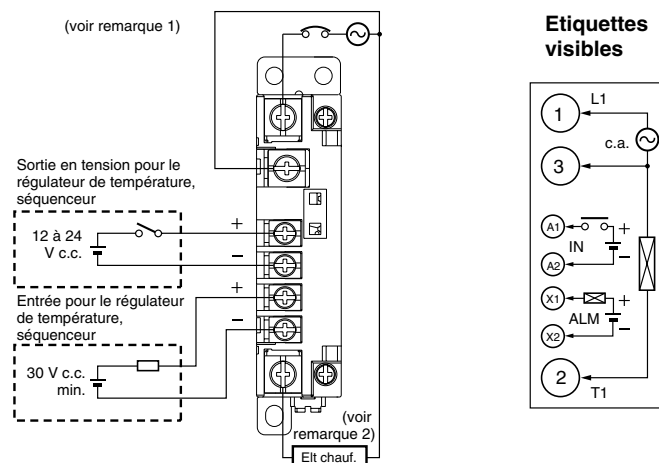 (voir remarque 1)
Sortie en tension pour le
régulateur de température,
séquenceur
+
12 à 24
V c.c.
−
Entrée pour le régulateur
de température,
séquenceur
+
−
30 V c.c.
min.
(voir
remarque 2)
Elt chauf.
Etiquettes
visibles
1
L1
c.a.
3
A1
+
IN
−
A2
X1
+
ALM
−
X2
2
T1